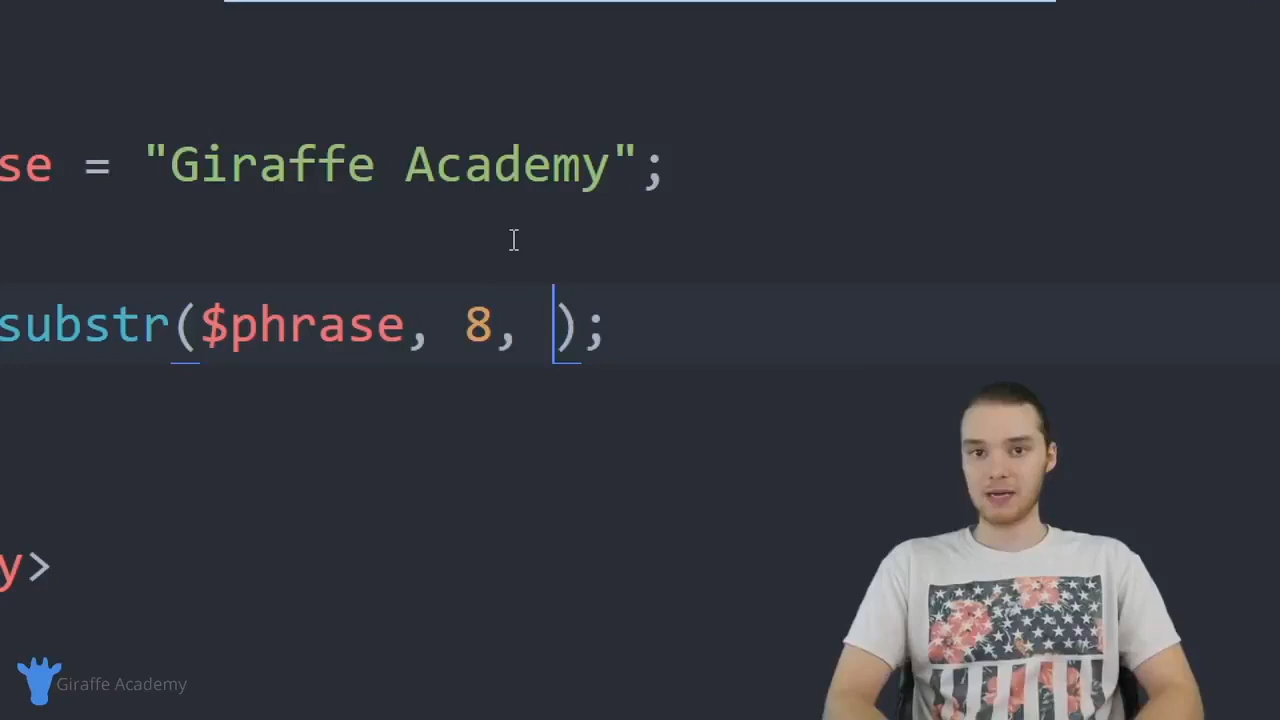 se = "Giraffe Academy";
substr($phrase, 8, );
y>
Giraffe Academy